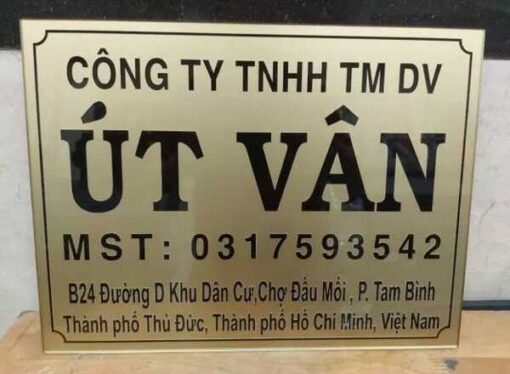 CÔNG TY TNHH TM DV
ÚT VÂN
MST: 0317593542
B24 Đường D Khu Dân Cư,Chợ Đầu Mối , P. Tam Bình
Thành phố Thủ Đức, Thành phố Hồ Chí Minh, Việt Nam